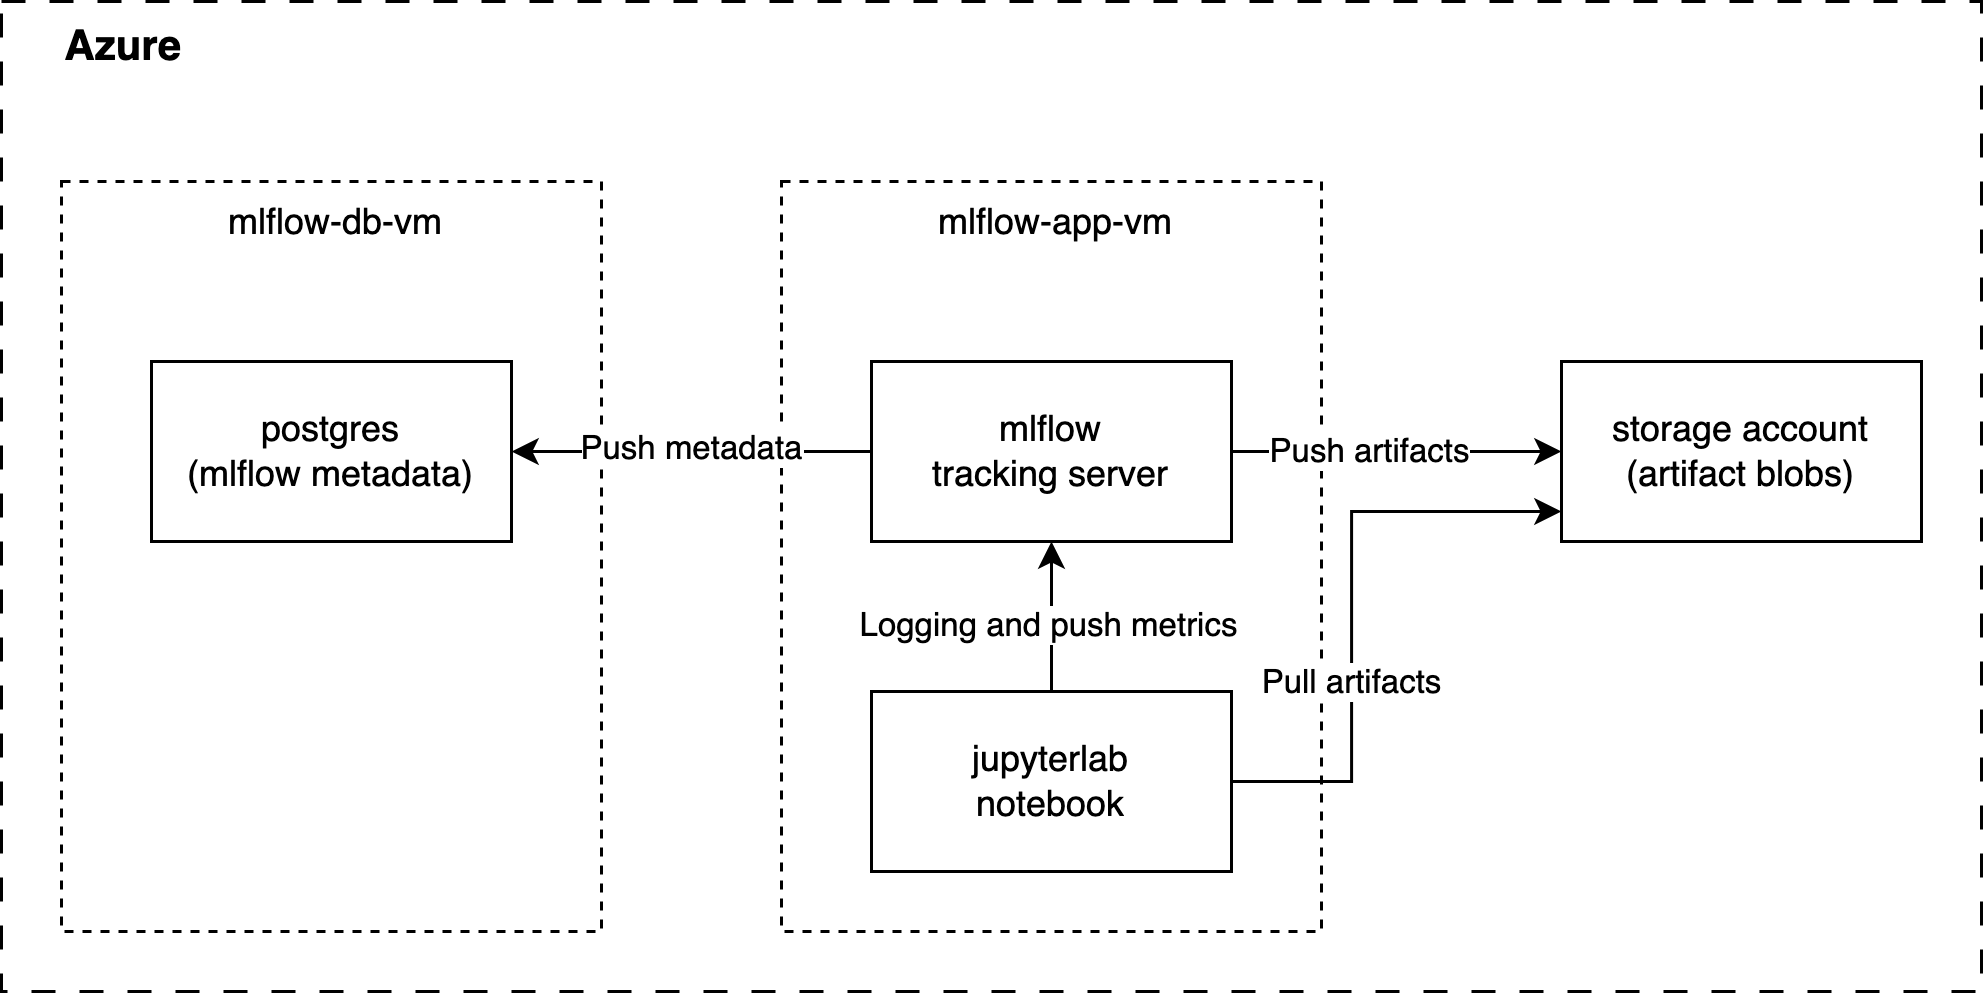 Azure
mlflow-db-vm
mlflow-app-vm
postgres
(mlflow metadata)
Push metadata
mlflow
tracking server
Push artifacts
storage account
(artifact blobs)
Logging and push metrics
Pull artifacts
jupyterlab
notebook